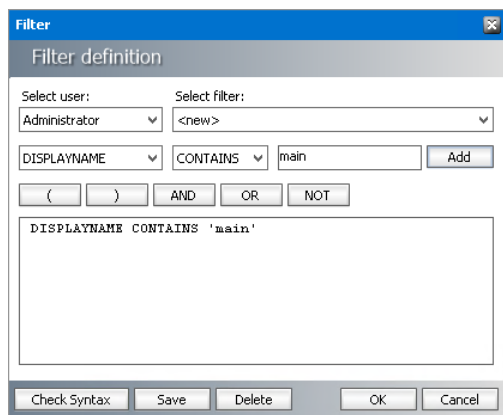 Filter
Filter definition
Select user: Select filter:
Administrator <new>
DISPLAYNAME CONTAINS main Add
( ) AND OR NOT
DISPLAYNAME CONTAINS 'main'
Check Syntax Save Delete OK Cancel